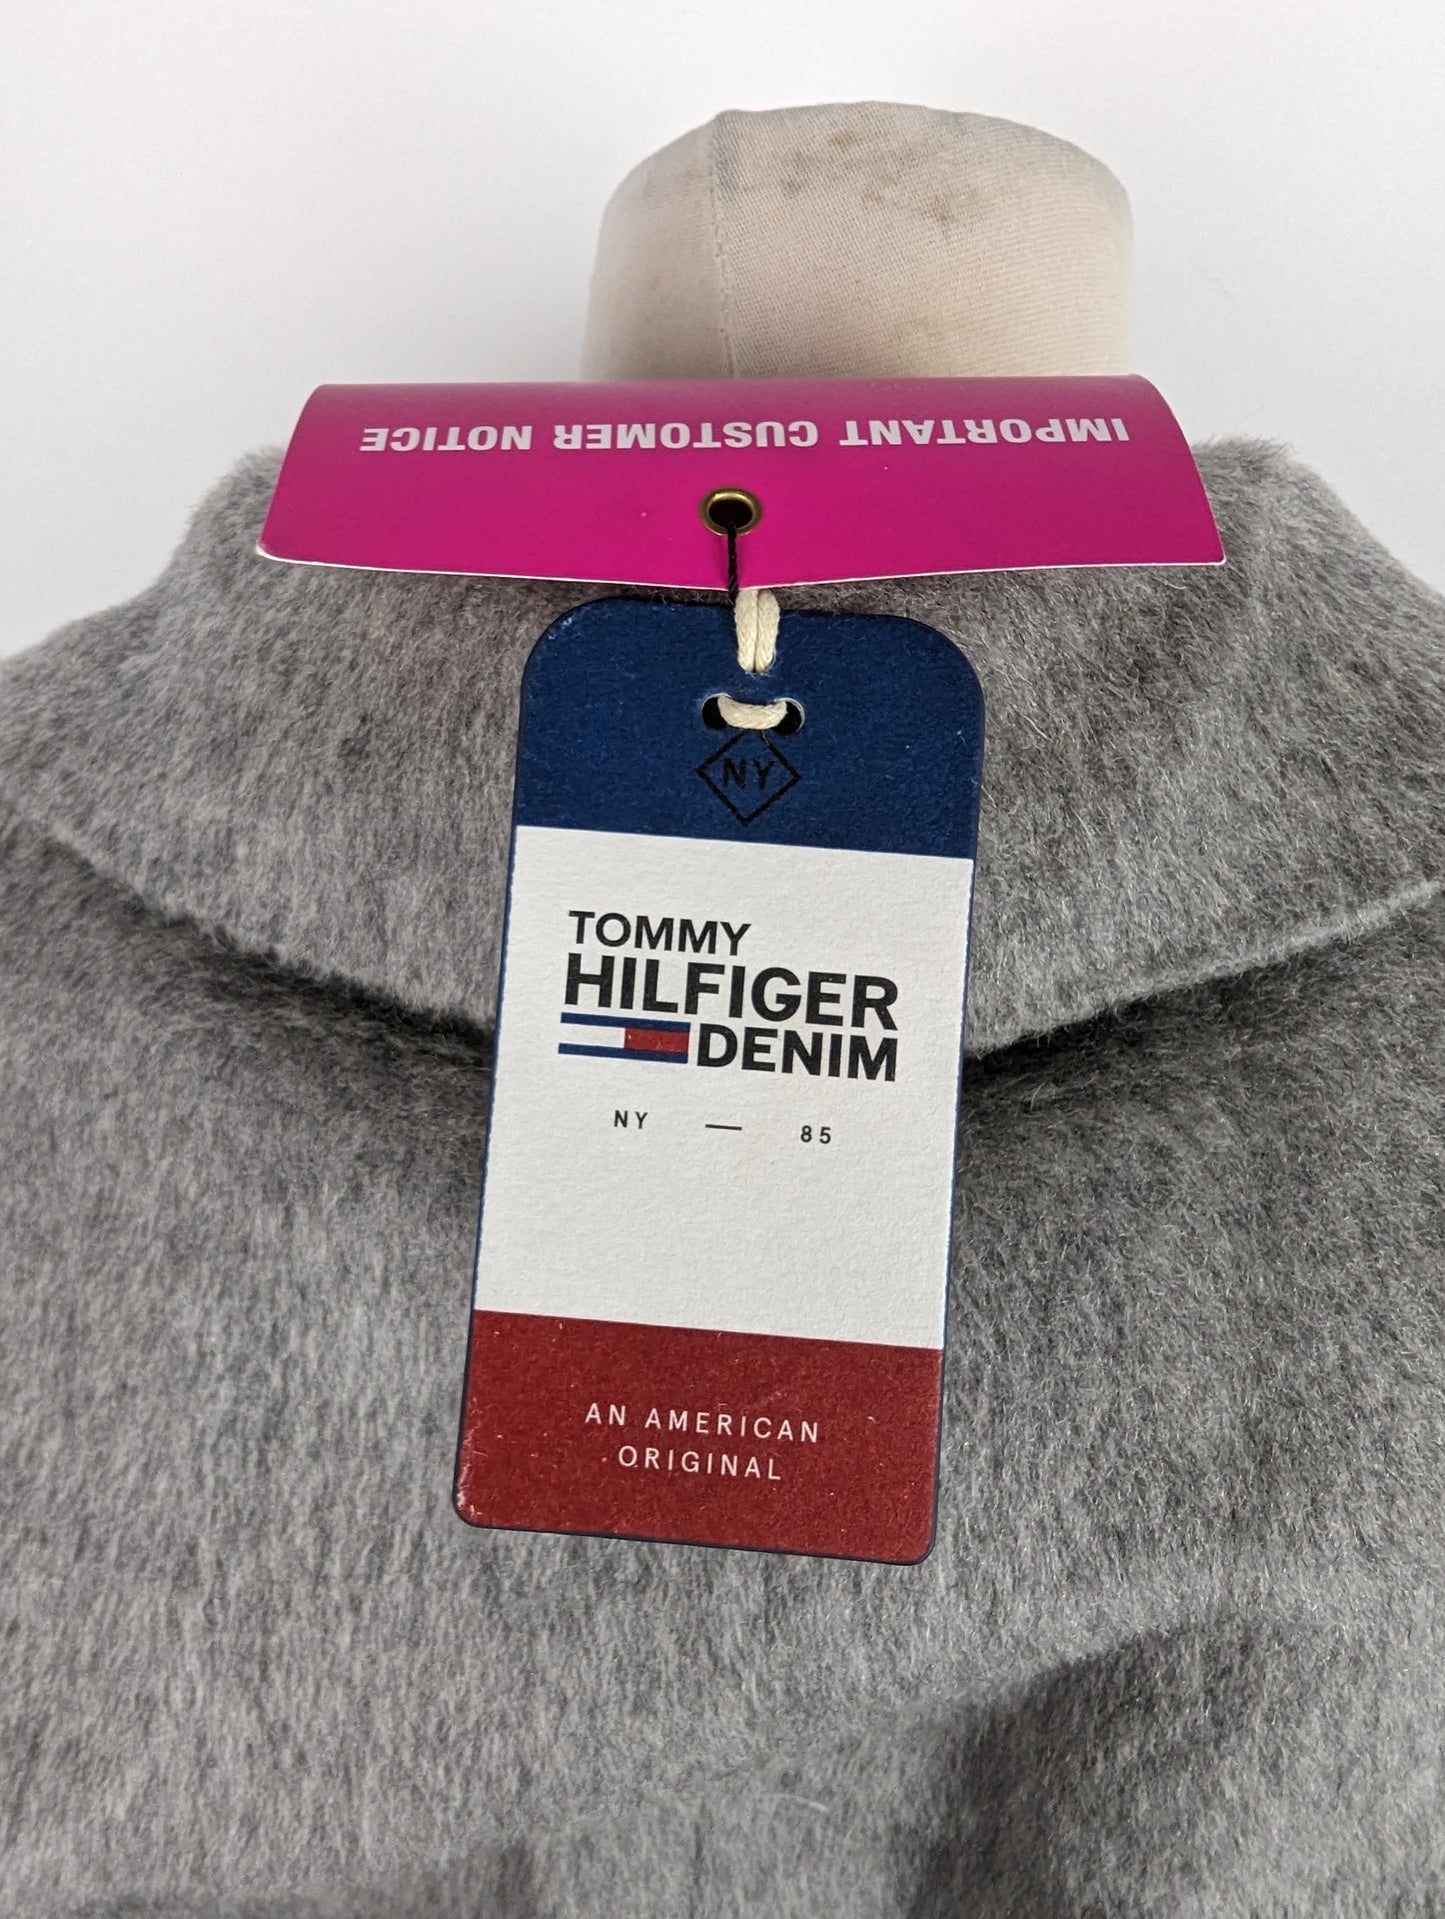 IMPORTANT CUSTOMER NOTICE
NY
TOMMY
HILFIGER
DENIM
NY — 85
AN AMERICAN
ORIGINAL